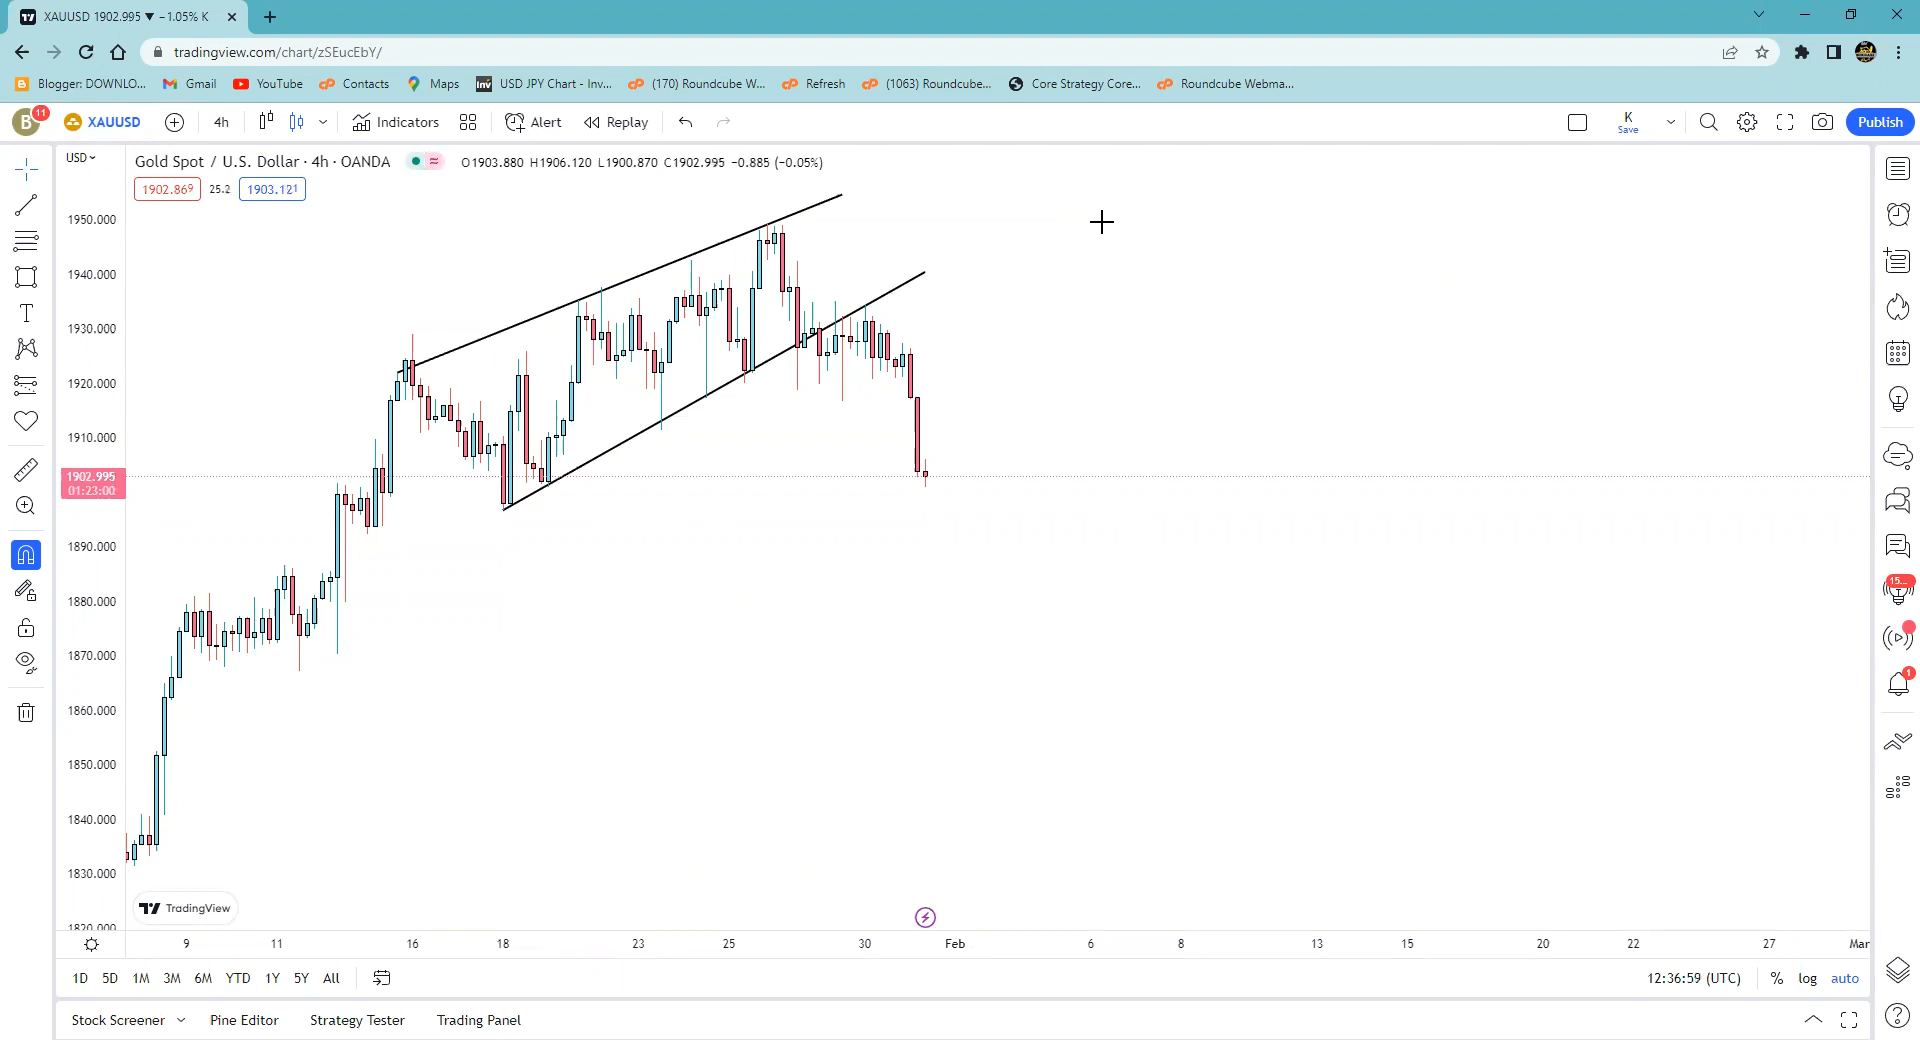 XAUUSD 1902.995 ▼ −1.05% K
tradingview.com/chart/zSEucEbY/
Blogger: DOWNLO... Gmail YouTube Contacts Maps USD JPY Chart - Inv... (170) Roundcube W... Refresh (1063) Roundcube... Core Strategy Core... Roundcube Webma...
B 11 XAUUSD 4h Indicators Alert Replay K Save Publish
USD Gold Spot / U.S. Dollar · 4h · OANDA O1903.880 H1906.120 L1900.870 C1902.995 −0.885 (−0.05%)
1902.869 25.2 1903.121
1950.000
1940.000
1930.000
1920.000
1910.000
1902.995
01:23:00
1890.000
15...
1880.000
1870.000
1
1860.000
1850.000
1840.000
1830.000
TradingView
1820.000
9 11 16 18 23 25 30 Feb 6 8 13 15 20 22 27 Mar
1D 5D 1M 3M 6M YTD 1Y 5Y All 12:36:59 (UTC) % log auto
Stock Screener Pine Editor Strategy Tester Trading Panel